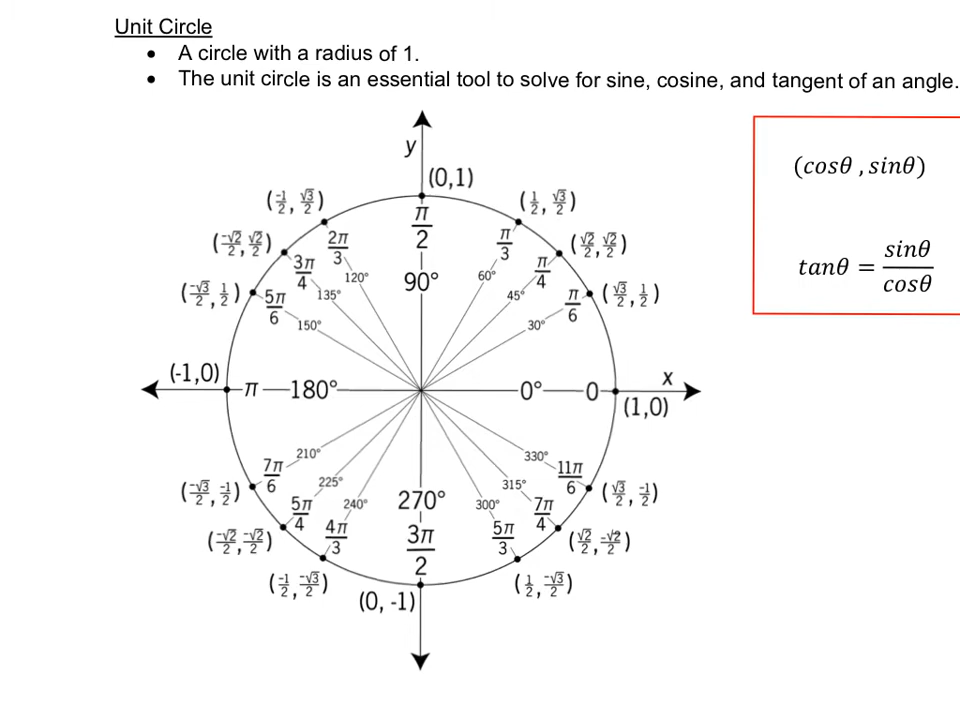 Unit Circle
• A circle with a radius of 1.
• The unit circle is an essential tool to solve for sine, cosine, and tangent of an angle.
(cosθ , sinθ)
tanθ = sinθ/cosθ
y
(0,1)
(-1/2, √3/2)
(1/2, √3/2)
π/2
90°
2π/3
120°
π/3
60°
(-√2/2, √2/2)
(√2/2, √2/2)
3π/4
135°
π/4
45°
(-√3/2, 1/2)
(√3/2, 1/2)
5π/6
150°
π/6
30°
(-1,0)
π 180° 0° 0
x
(1,0)
7π/6
210°
330°
11π/6
(-√3/2, -1/2)
(√3/2, -1/2)
5π/4
225°
315°
7π/4
(-√2/2, -√2/2)
(√2/2, -√2/2)
4π/3
240°
270°
3π/2
300°
5π/3
(-1/2, -√3/2)
(1/2, -√3/2)
(0, -1)